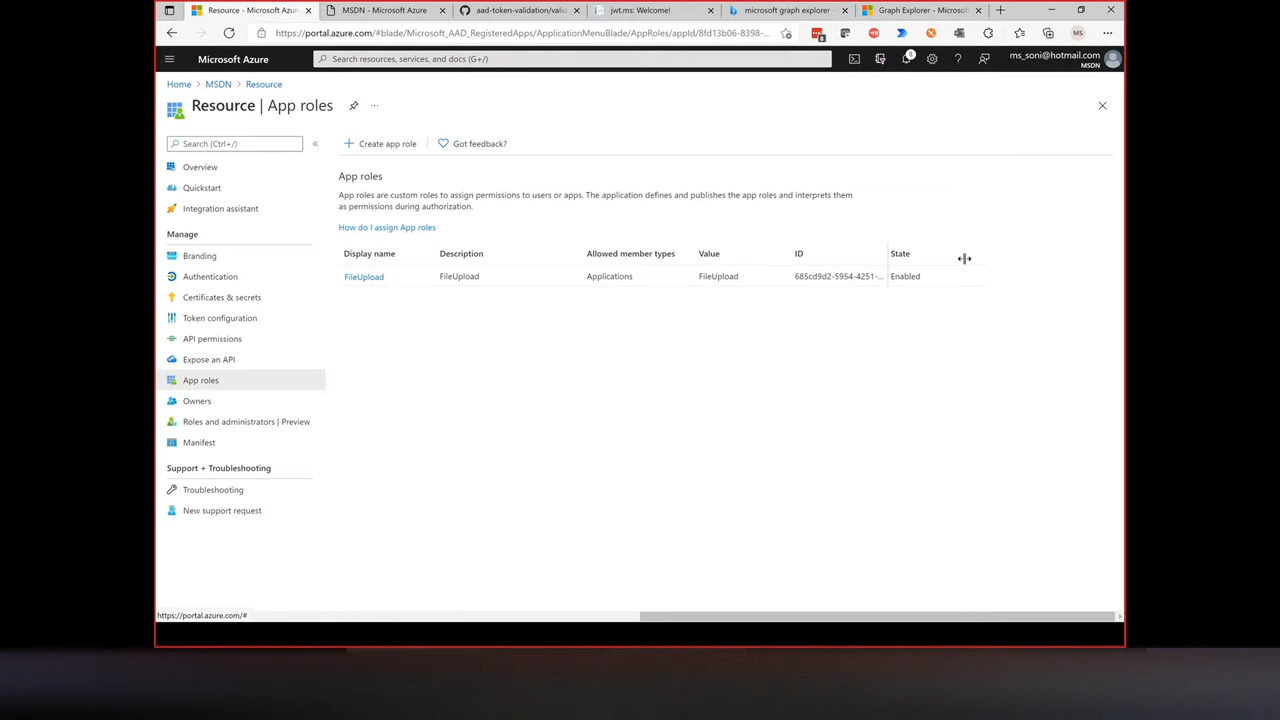 Resource - Microsoft Azu
MSDN - Microsoft Azure
aad-token-validation/valid
jwt.ms: Welcome!
microsoft graph explorer
Graph Explorer - Microsoft
https://portal.azure.com/#blade/Microsoft_AAD_RegisteredApps/ApplicationMenuBlade/AppRoles/appId/8fd13b06-8398-...
MS
Microsoft Azure
Search resources, services, and docs (G+/)
ms_soni@hotmail.com
MSDN
Home > MSDN > Resource
Resource | App roles ...
Search (Ctrl+/)
«
Create app role
Got feedback?
Overview
Quickstart
Integration assistant
Manage
Branding
Authentication
Certificates & secrets
Token configuration
API permissions
Expose an API
App roles
Owners
Roles and administrators | Preview
Manifest
Support + Troubleshooting
Troubleshooting
New support request
App roles
App roles are custom roles to assign permissions to users or apps. The application defines and publishes the app roles and interprets them
as permissions during authorization.
How do I assign App roles
Display name Description Allowed member types Value ID State
FileUpload FileUpload Applications FileUpload 685cd9d2-5954-4251-... Enabled
https://portal.azure.com/#